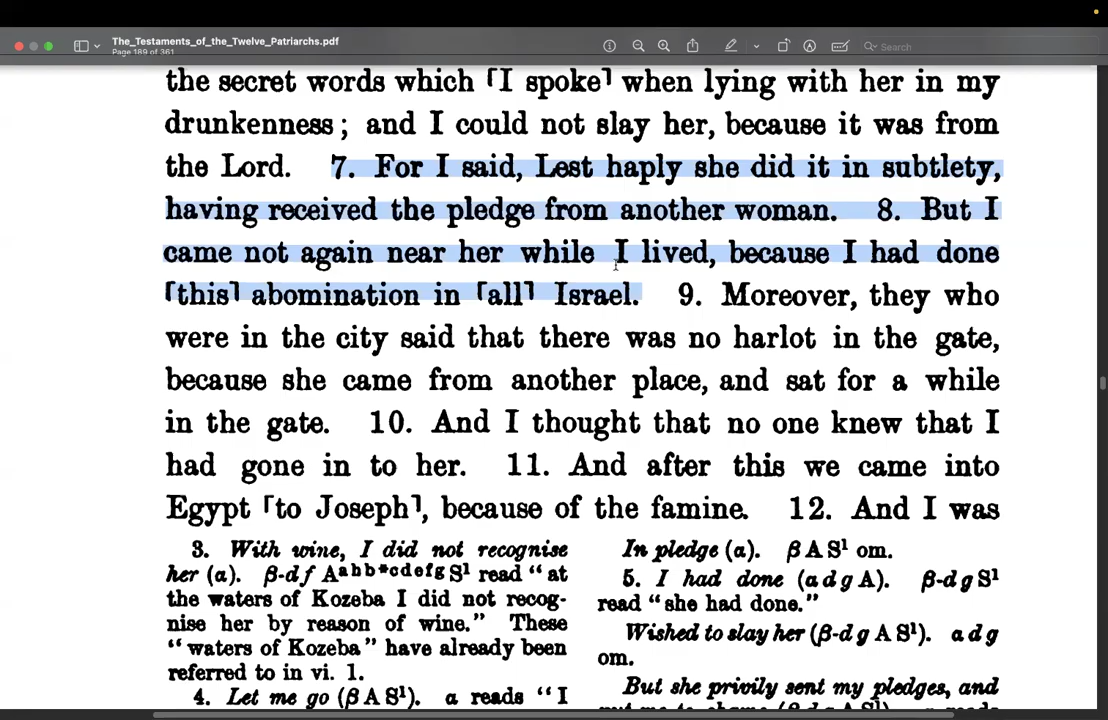 The_Testaments_of_the_Twelve_Patriarchs.pdf
Page 189 of 361
Search
the secret words which ⌜I spoke⌝ when lying with her in my
drunkenness; and I could not slay her, because it was from
the Lord. 7. For I said, Lest haply she did it in subtlety,
having received the pledge from another woman. 8. But I
came not again near her while I lived, because I had done
⌜this⌝ abomination in ⌜all⌝ Israel. 9. Moreover, they who
were in the city said that there was no harlot in the gate,
because she came from another place, and sat for a while
in the gate. 10. And I thought that no one knew that I
had gone in to her. 11. And after this we came into
Egypt ⌜to Joseph⌝, because of the famine. 12. And I was
3. With wine, I did not recognise
her (α). β-d f Aᵃᵇᵇ*ᶜᵈᵉᶠᵍ S¹ read “at
the waters of Kozeba I did not recog-
nise her by reason of wine.” These
“waters of Kozeba” have already been
referred to in vi. 1.
4. Let me go (β A S¹). α reads “I
In pledge (α). β A S¹ om.
5. I had done (α d g A). β-d g S¹
read “she had done.”
Wished to slay her (β-d g A S¹). α d g
om.
But she privily sent my pledges, and